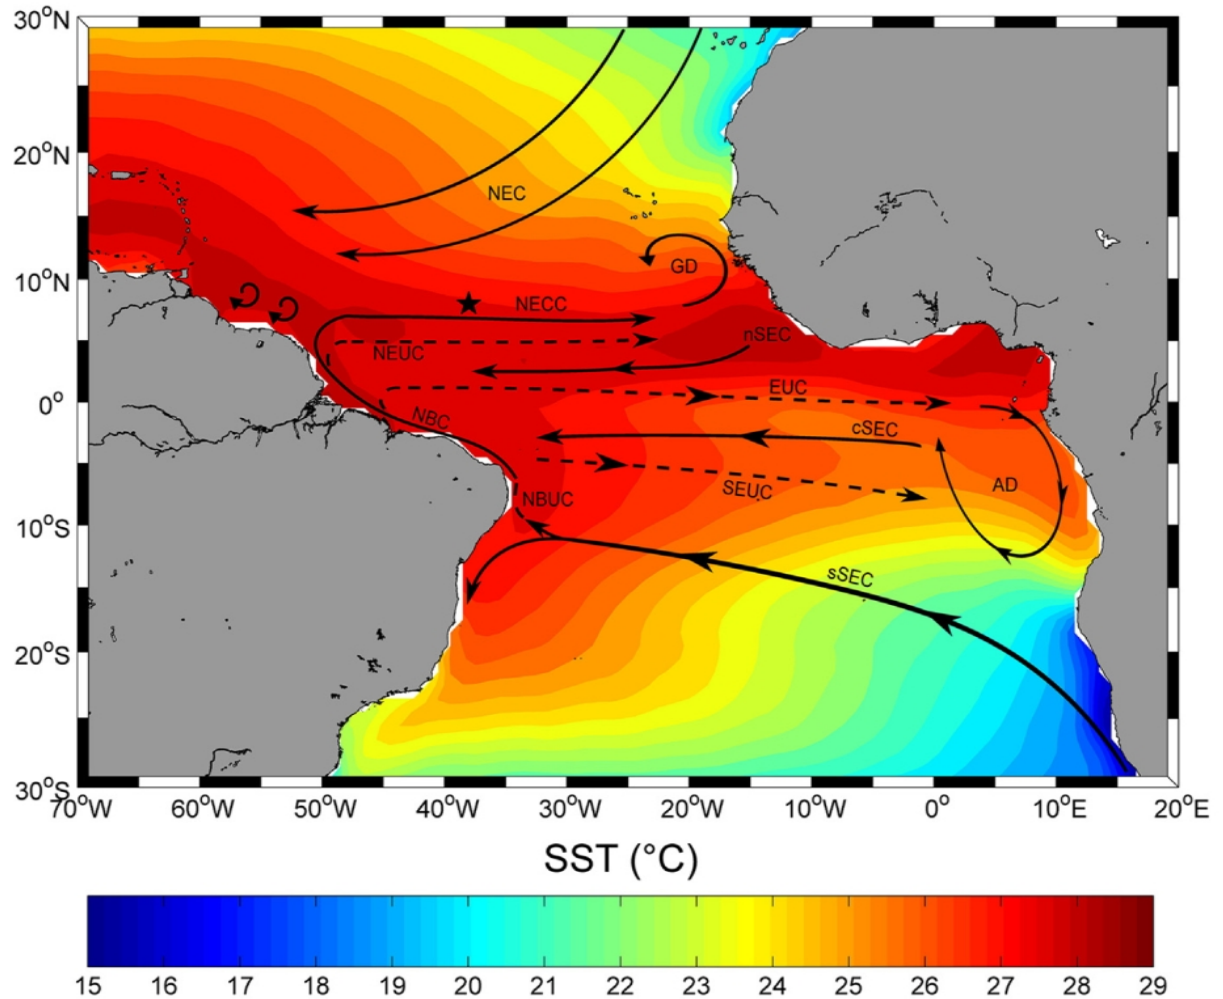 30°N
20°N
10°N
0°
10°S
20°S
30°S
NEC
GD
NECC
nSEC
NEUC
EUC
NBC
cSEC
AD
SEUC
NBUC
sSEC
70°W 60°W 50°W 40°W 30°W 20°W 10°W 0° 10°E 20°E
SST (°C)
15 16 17 18 19 20 21 22 23 24 25 26 27 28 29